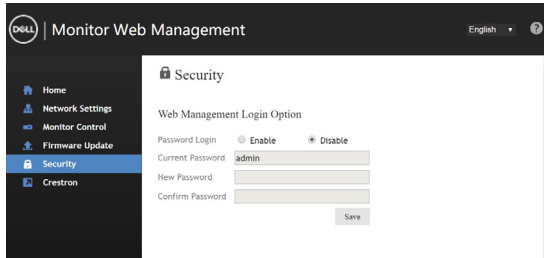 DELL | Monitor Web Management
English ?
Home
Network Settings
Monitor Control
Firmware Update
Security
Crestron
Security
Web Management Login Option
Password Login Enable Disable
Current Password admin
New Password
Confirm Password
Save